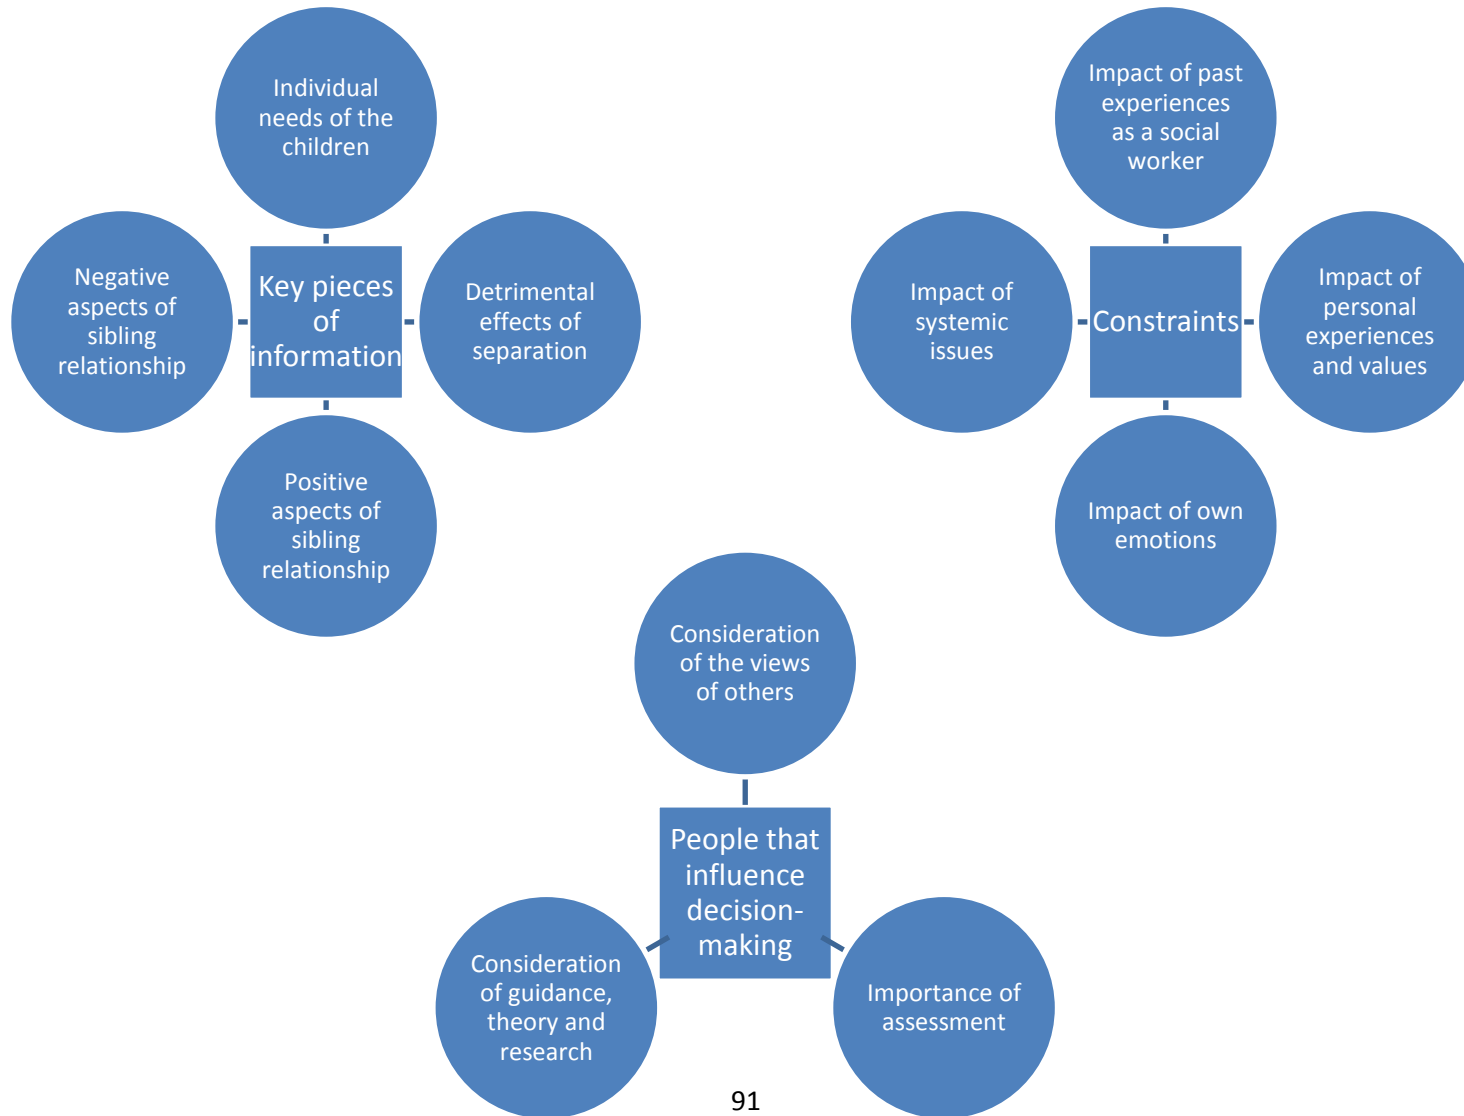 Individual
needs of the
children
Negative
aspects of
sibling
relationship
Key pieces
of
information
Detrimental
effects of
separation
Positive
aspects of
sibling
relationship
Impact of past
experiences
as a social
worker
Impact of
systemic
issues
Constraints
Impact of
personal
experiences
and values
Impact of own
emotions
Consideration
of the views
of others
People that
influence
decision-
making
Consideration
of guidance,
theory and
research
Importance of
assessment
91